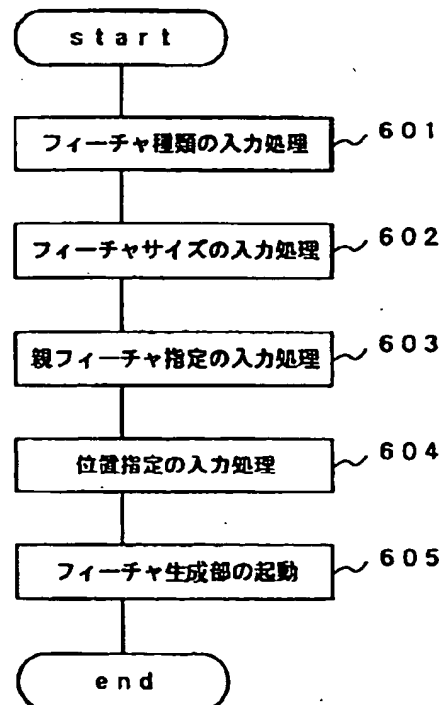 start
フィーチャ種類の入力処理 601
フィーチャサイズの入力処理 602
親フィーチャ指定の入力処理 603
位置指定の入力処理 604
フィーチャ生成部の起動 605
end